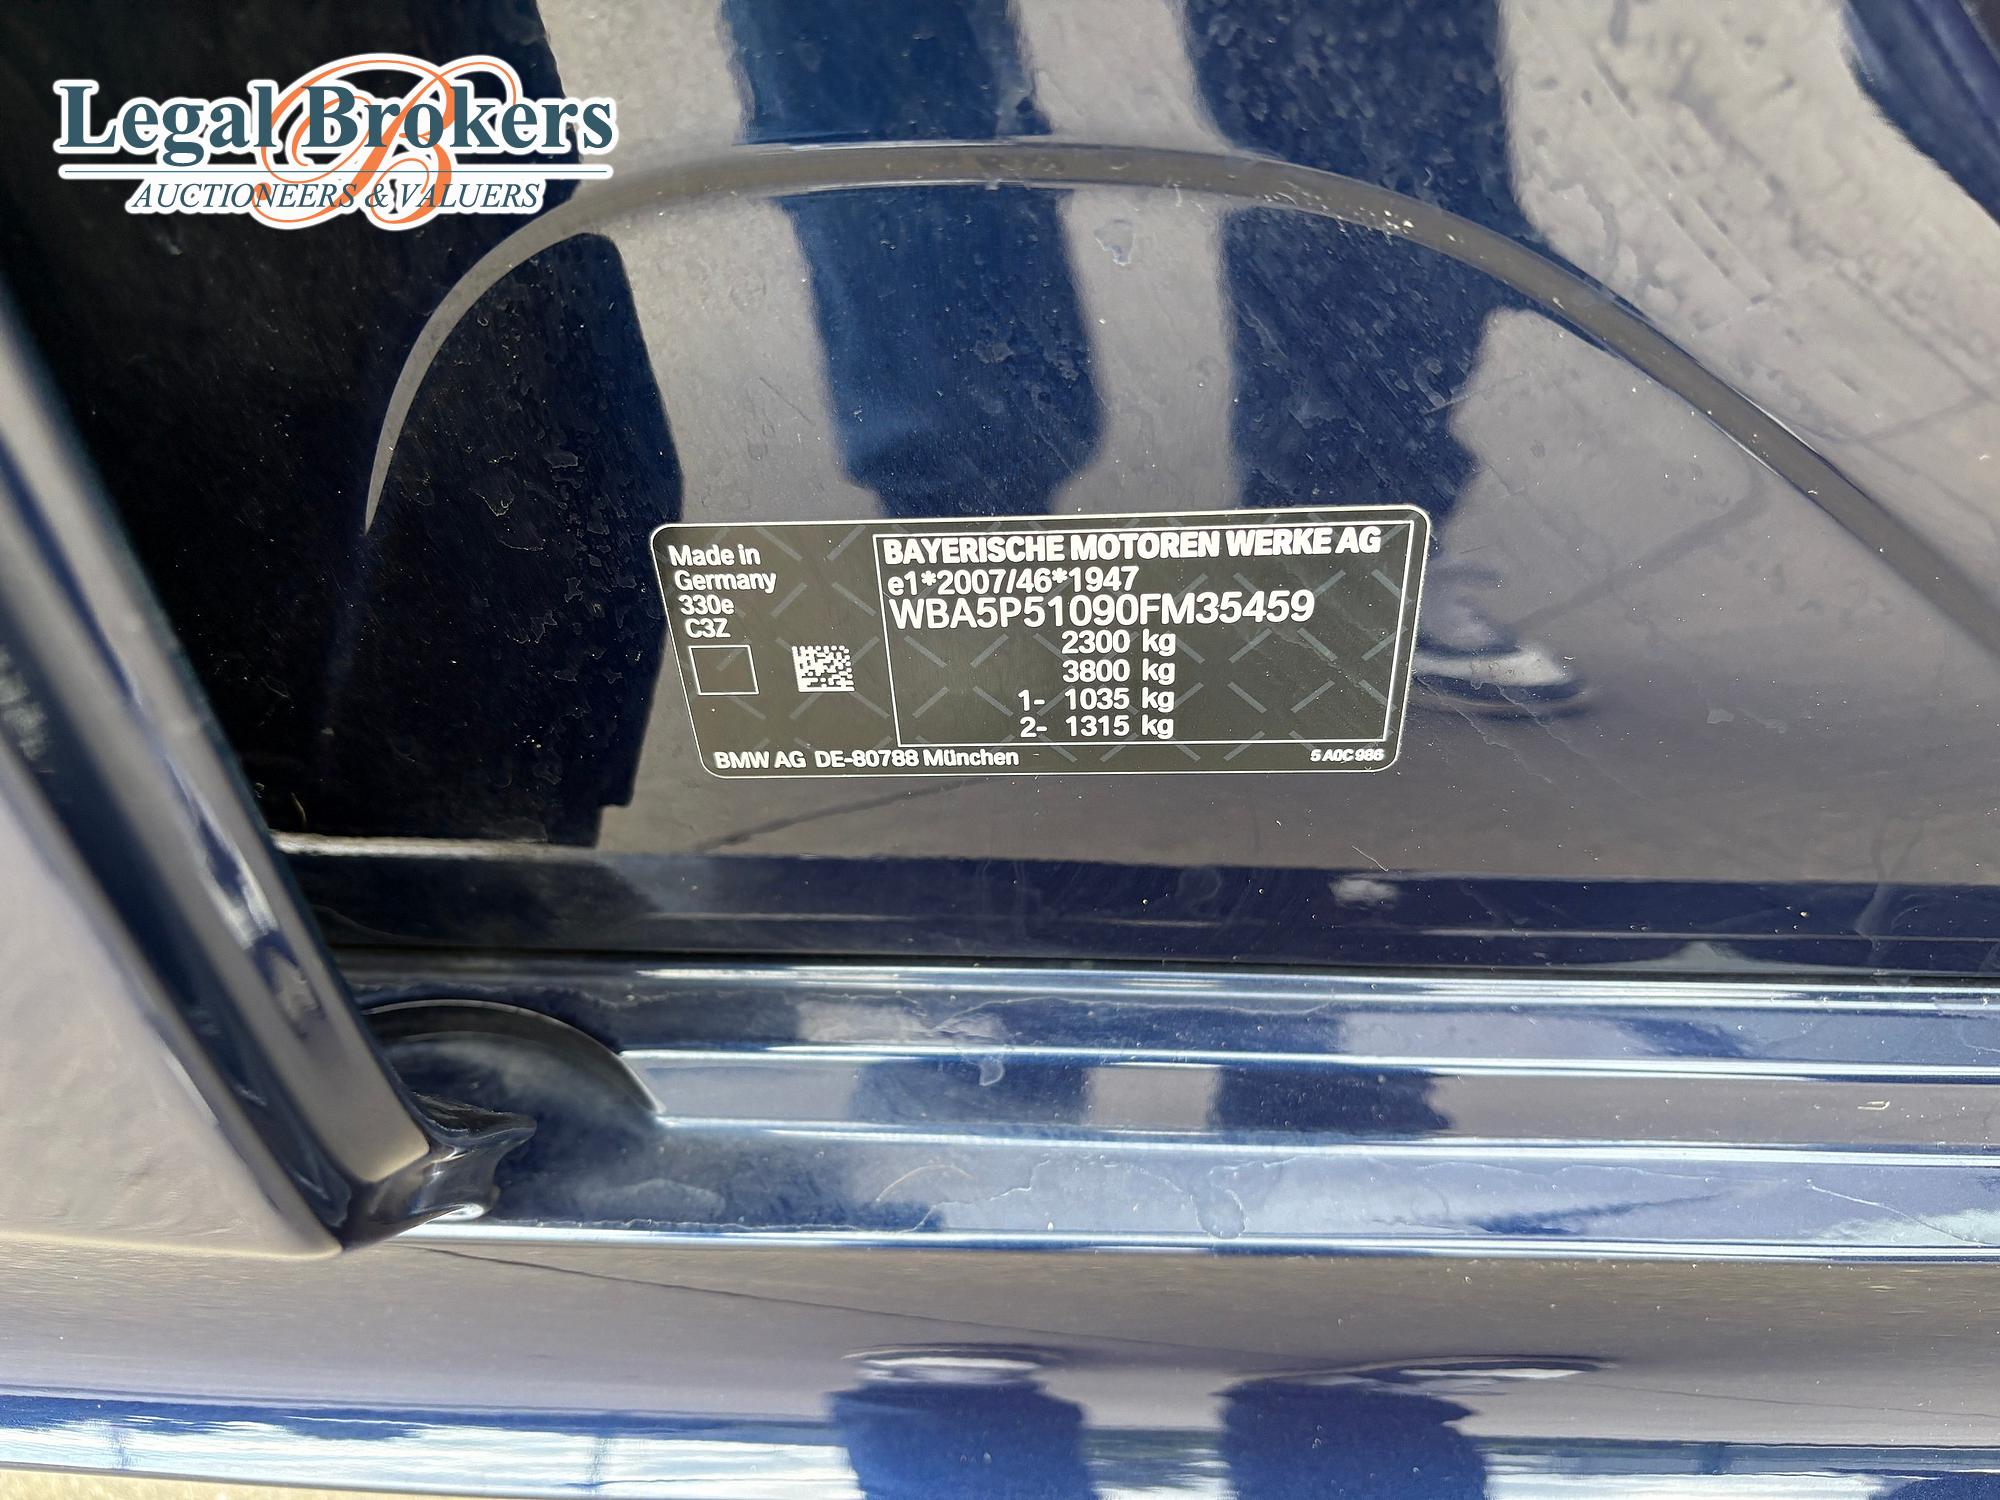 Legal Brokers
B
AUCTIONEERS & VALUERS
Made in
Germany
330e
C3Z
BAYERISCHE MOTOREN WERKE AG
e1*2007/46*1947
WBA5P51090FM35459
2300 kg
3800 kg
1- 1035 kg
2- 1315 kg
BMW AG DE-80788 München
5 A0C 986